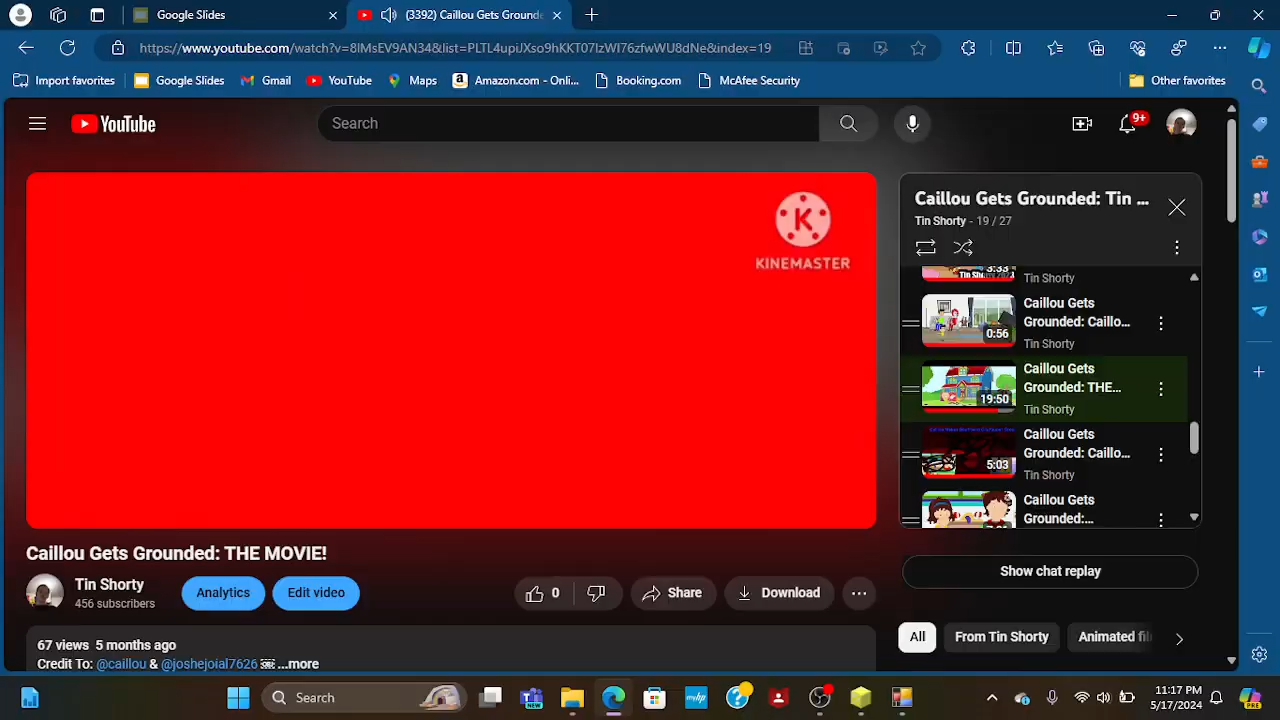 Google Slides
(3392) Caillou Gets Grounde
https://www.youtube.com/watch?v=8IMsEV9AN34&list=PLTL4upiJXso9hKKT07IzWI76zfwWU8dNe&index=19
Import favorites
Google Slides
Gmail
YouTube
Maps
Amazon.com - Onli...
Booking.com
McAfee Security
Other favorites
YouTube
Search
9+
K
KINEMASTER
Caillou Gets Grounded: Tin ...
Tin Shorty - 19 / 27
3:33
Tin Shorty
Caillou Gets
Grounded: Caillo...
0:56
Tin Shorty
Caillou Gets
Grounded: THE...
19:50
Tin Shorty
Caillou Gets
Grounded: Caillo...
5:03
Tin Shorty
Caillou Gets
Grounded:...
Caillou Gets Grounded: THE MOVIE!
Tin Shorty
456 subscribers
Analytics
Edit video
0
Share
Download
Show chat replay
All
From Tin Shorty
Animated fil
67 views 5 months ago
Credit To: @caillou & @joshejoial7626 ...more
Search
NEW
myhp
11:17 PM
5/17/2024
PRE